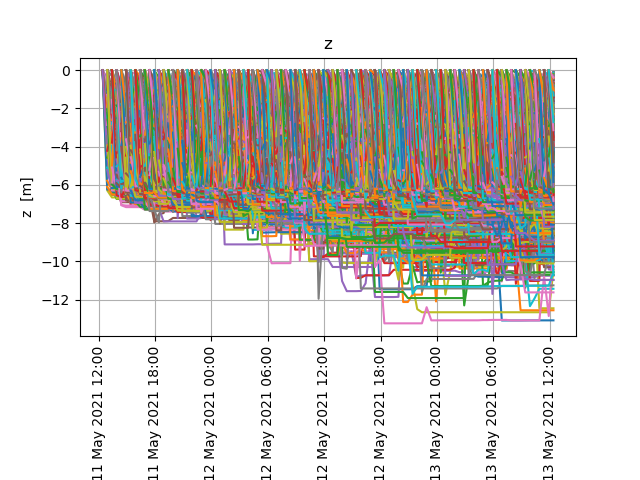 z
0
−2
−4
−6
−8
−10
−12
z [m]
11 May 2021 12:00
11 May 2021 18:00
12 May 2021 00:00
12 May 2021 06:00
12 May 2021 12:00
12 May 2021 18:00
13 May 2021 00:00
13 May 2021 06:00
13 May 2021 12:00